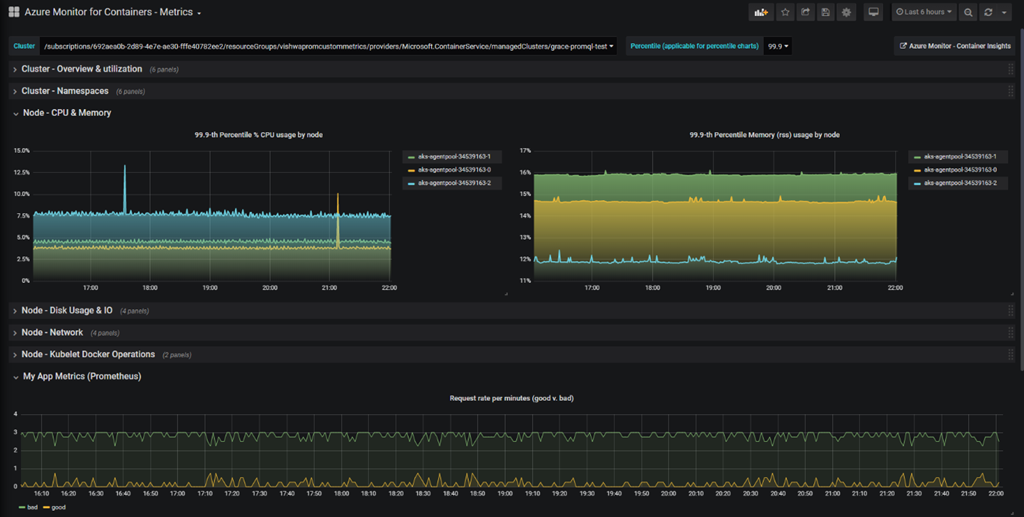 Azure Monitor for Containers - Metrics
Last 6 hours
Cluster /subscriptions/692aea0b-2d89-4e7e-ae30-fffe40782ee2/resourceGroups/vishwapromcustommetrics/providers/Microsoft.ContainerService/managedClusters/grace-promql-test Percentile (applicable for percentile charts) 99.9 Azure Monitor - Container Insights
Cluster - Overview & utilization (6 panels)
Cluster - Namespaces (6 panels)
Node - CPU & Memory
99.9-th Percentile % CPU usage by node
15.0%
12.5%
10.0%
7.5%
5.0%
2.5%
0%
17:00 18:00 19:00 20:00 21:00 22:00
aks-agentpool-34539163-1
aks-agentpool-34539163-0
aks-agentpool-34539163-2
99.9-th Percentile Memory (rss) usage by node
17%
16%
15%
14%
13%
12%
11%
17:00 18:00 19:00 20:00 21:00 22:00
aks-agentpool-34539163-1
aks-agentpool-34539163-0
aks-agentpool-34539163-2
Node - Disk Usage & IO (4 panels)
Node - Network (4 panels)
Node - Kubelet Docker Operations (2 panels)
My App Metrics (Prometheus)
Request rate per minutes (good v. bad)
4
3
2
1
0
16:10 16:20 16:30 16:40 16:50 17:00 17:10 17:20 17:30 17:40 17:50 18:00 18:10 18:20 18:30 18:40 18:50 19:00 19:10 19:20 19:30 19:40 19:50 20:00 20:10 20:20 20:30 20:40 20:50 21:00 21:10 21:20 21:30 21:40 21:50 22:00
bad good